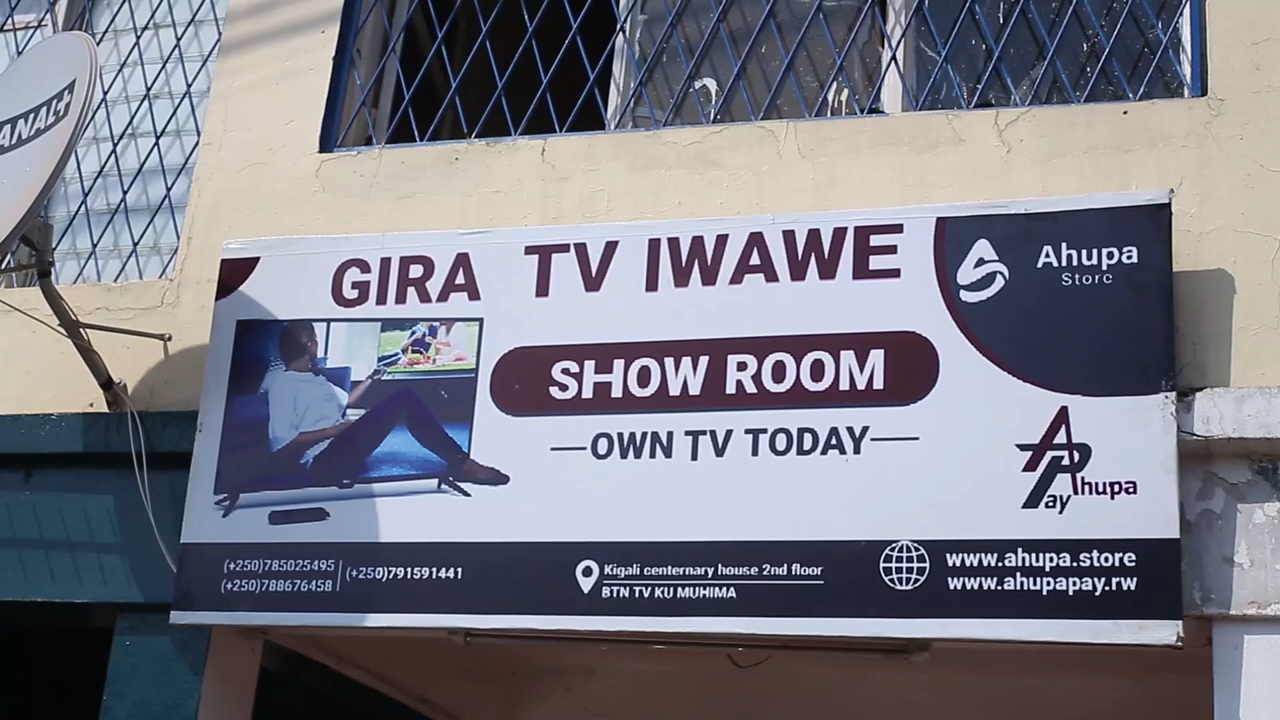 ANAL+
GIRA TV IWAWE
Ahupa
Store
SHOW ROOM
OWN TV TODAY
Pay Ahupa
(+250)785025495
(+250)788676458
(+250)791591441
Kigali centernary house 2nd floor
BTN TV KU MUHIMA
www.ahupa.store
www.ahupapay.rw